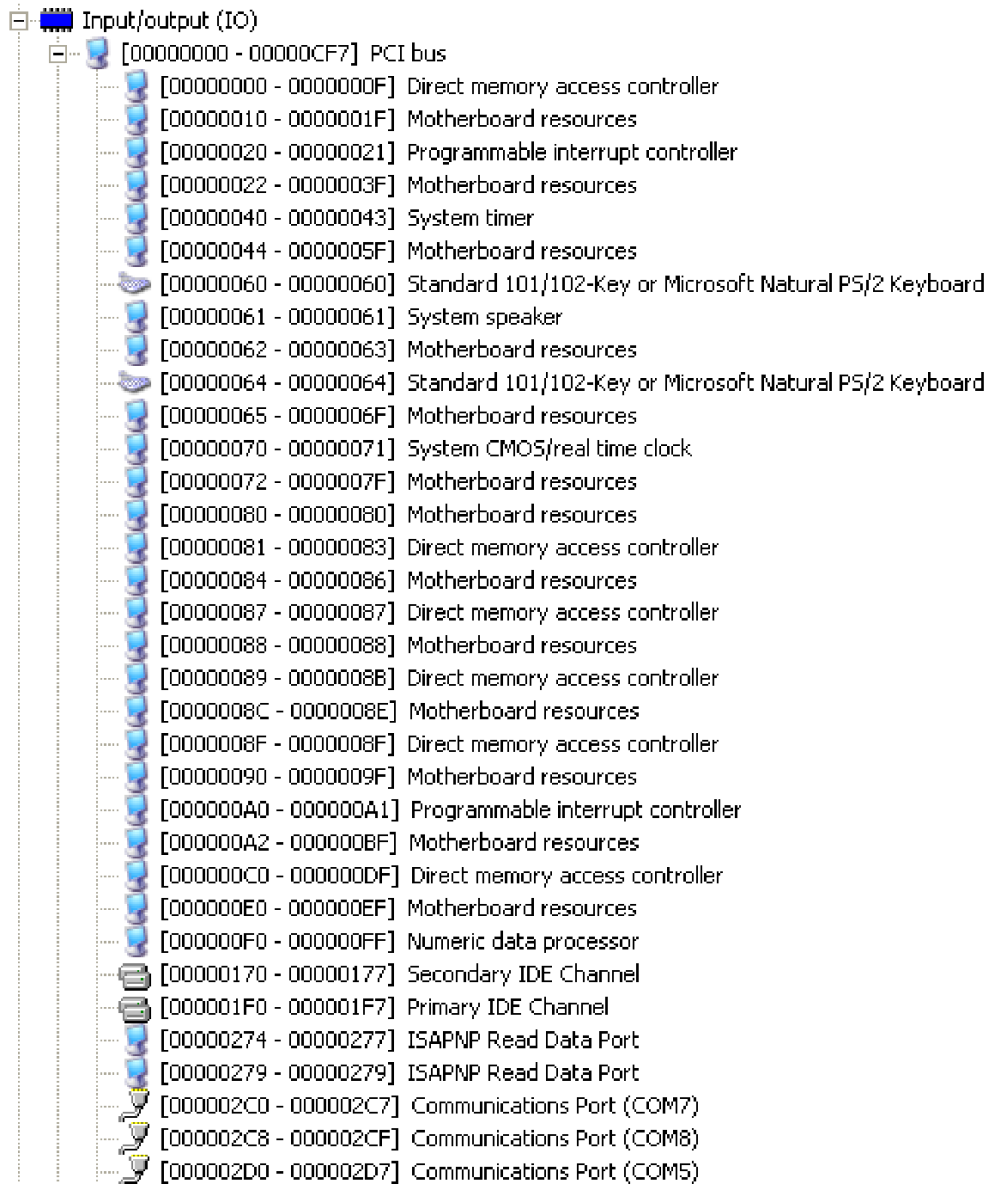 Input/output (IO)
[00000000 - 00000CF7] PCI bus
[00000000 - 0000000F] Direct memory access controller
[00000010 - 0000001F] Motherboard resources
[00000020 - 00000021] Programmable interrupt controller
[00000022 - 0000003F] Motherboard resources
[00000040 - 00000043] System timer
[00000044 - 0000005F] Motherboard resources
[00000060 - 00000060] Standard 101/102-Key or Microsoft Natural PS/2 Keyboard
[00000061 - 00000061] System speaker
[00000062 - 00000063] Motherboard resources
[00000064 - 00000064] Standard 101/102-Key or Microsoft Natural PS/2 Keyboard
[00000065 - 0000006F] Motherboard resources
[00000070 - 00000071] System CMOS/real time clock
[00000072 - 0000007F] Motherboard resources
[00000080 - 00000080] Motherboard resources
[00000081 - 00000083] Direct memory access controller
[00000084 - 00000086] Motherboard resources
[00000087 - 00000087] Direct memory access controller
[00000088 - 00000088] Motherboard resources
[00000089 - 0000008B] Direct memory access controller
[0000008C - 0000008E] Motherboard resources
[0000008F - 0000008F] Direct memory access controller
[00000090 - 0000009F] Motherboard resources
[000000A0 - 000000A1] Programmable interrupt controller
[000000A2 - 000000BF] Motherboard resources
[000000C0 - 000000DF] Direct memory access controller
[000000E0 - 000000EF] Motherboard resources
[000000F0 - 000000FF] Numeric data processor
[00000170 - 00000177] Secondary IDE Channel
[000001F0 - 000001F7] Primary IDE Channel
[00000274 - 00000277] ISAPNP Read Data Port
[00000279 - 00000279] ISAPNP Read Data Port
[000002C0 - 000002C7] Communications Port (COM7)
[000002C8 - 000002CF] Communications Port (COM8)
[000002D0 - 000002D7] Communications Port (COM5)